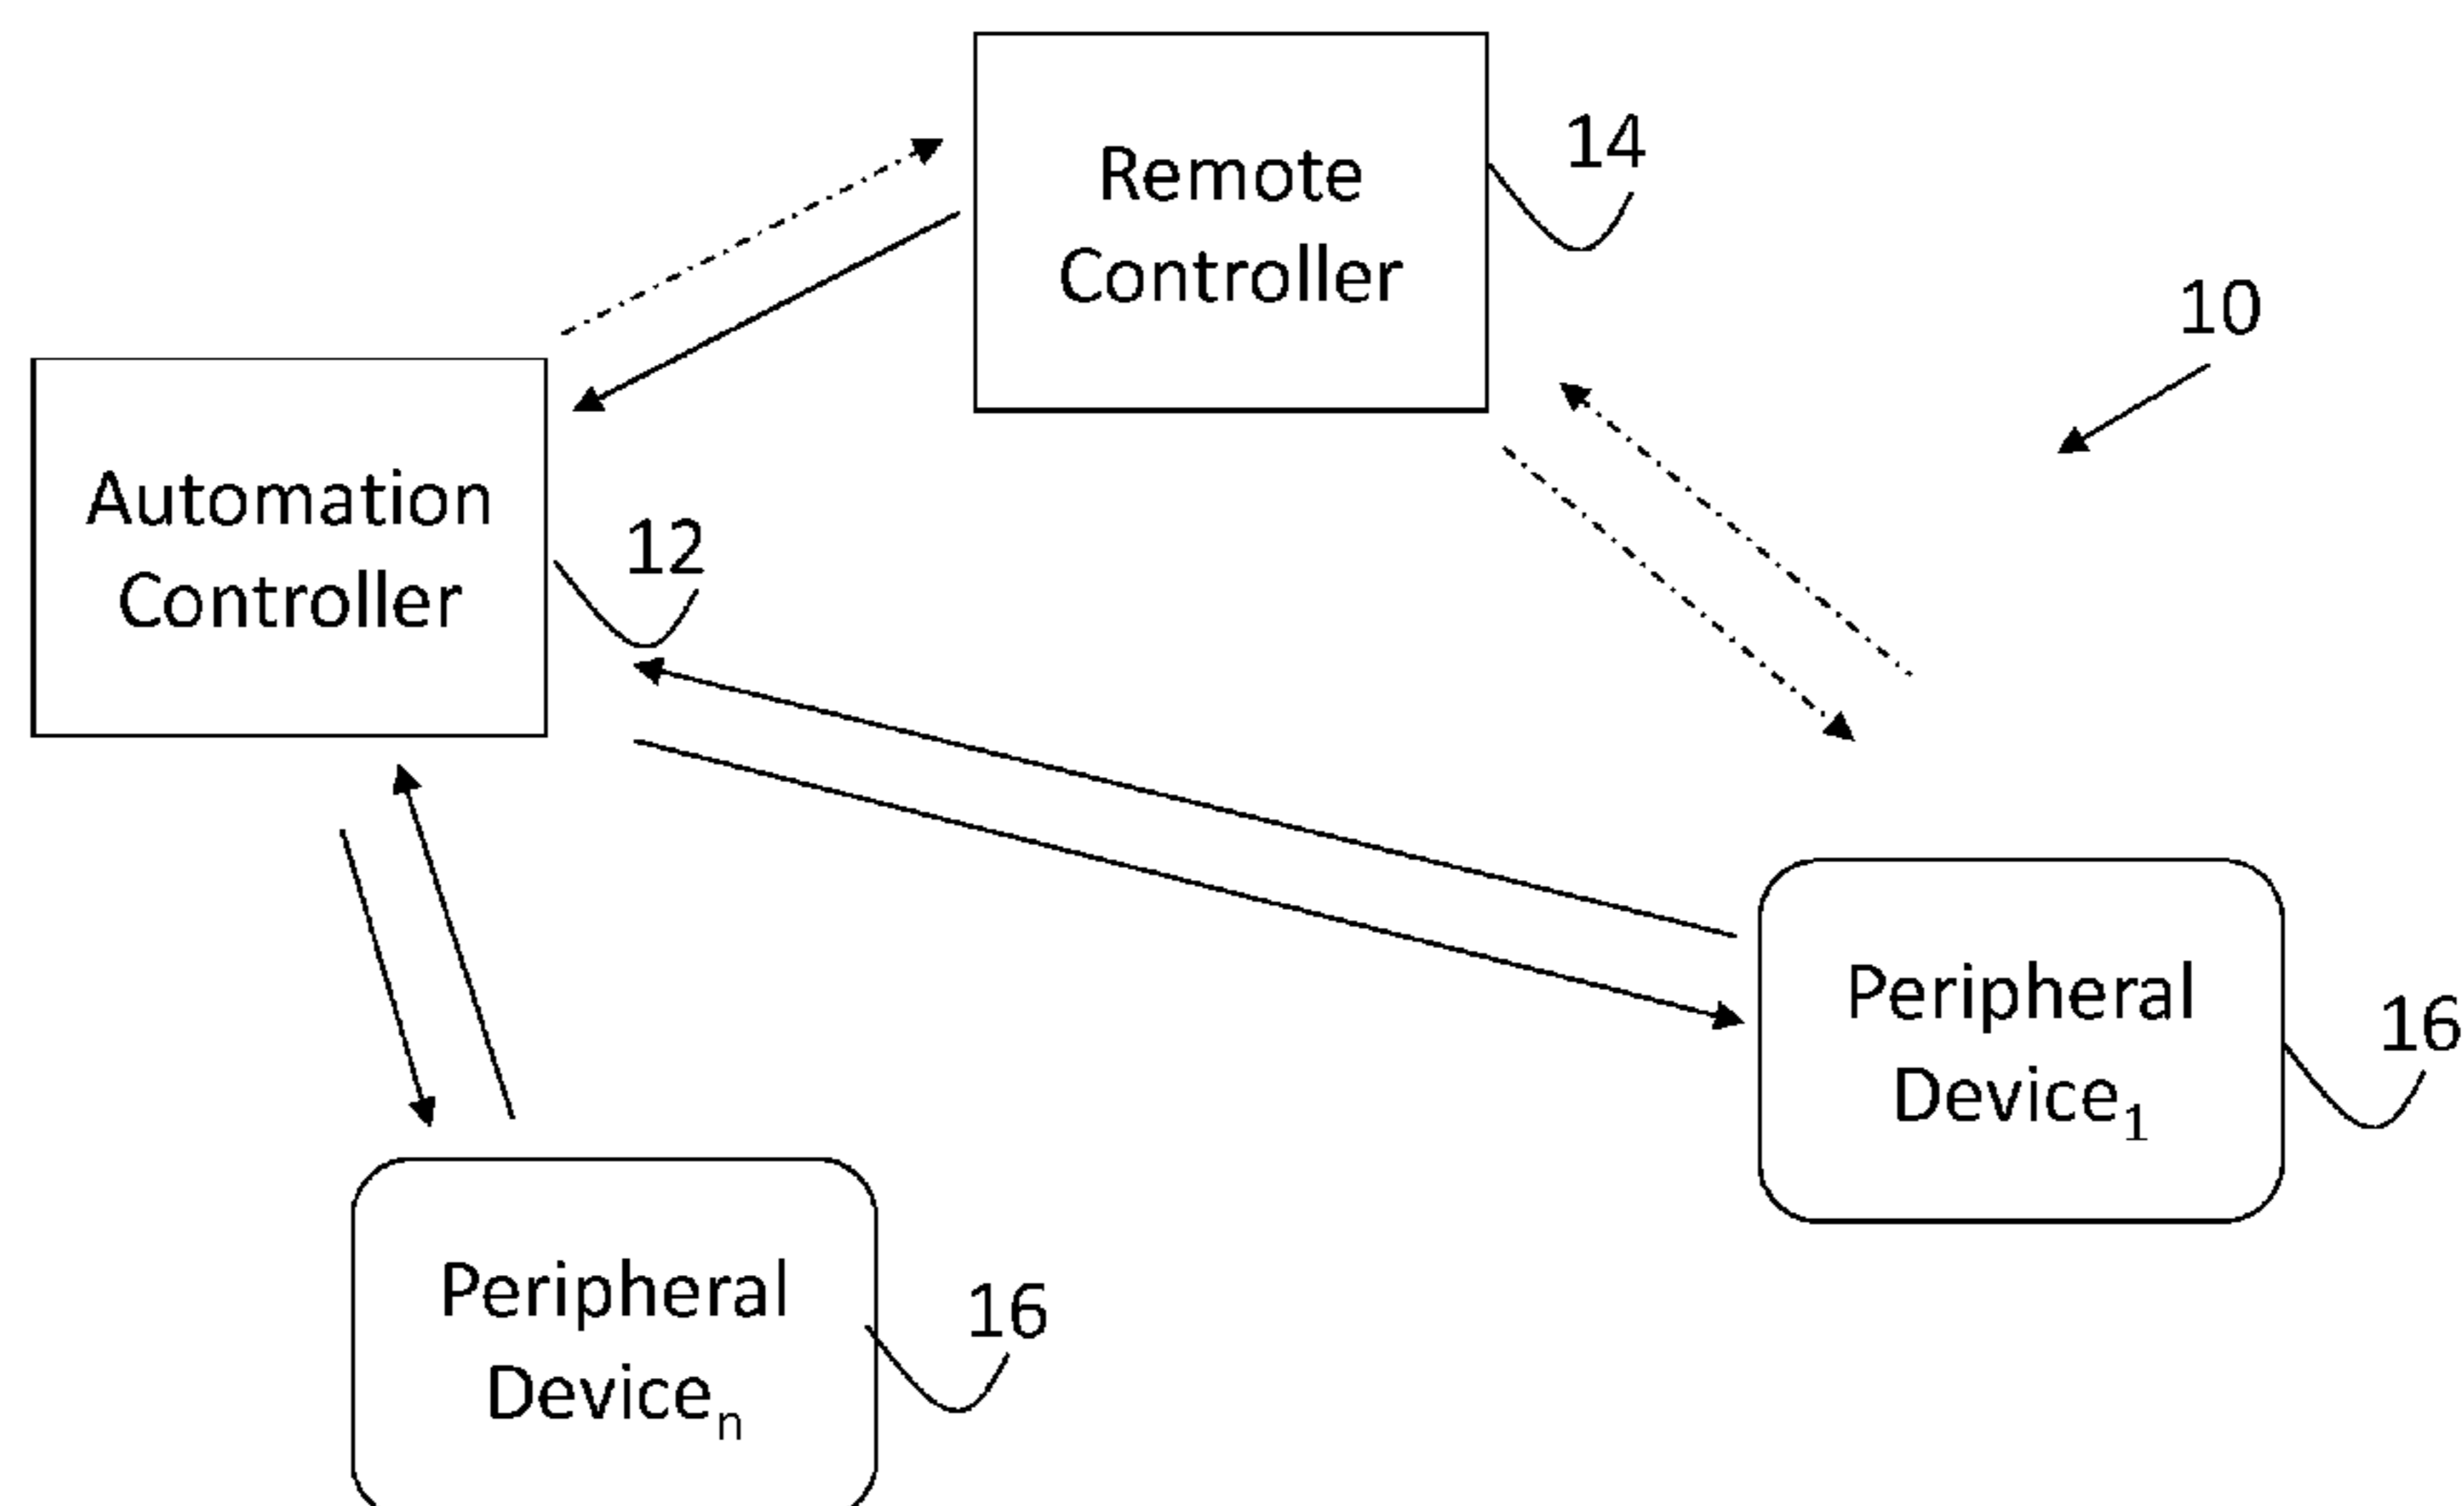 Remote
Controller
14
10
Automation
Controller
12
Peripheral
Device₁
16
Peripheral
Deviceₙ
16